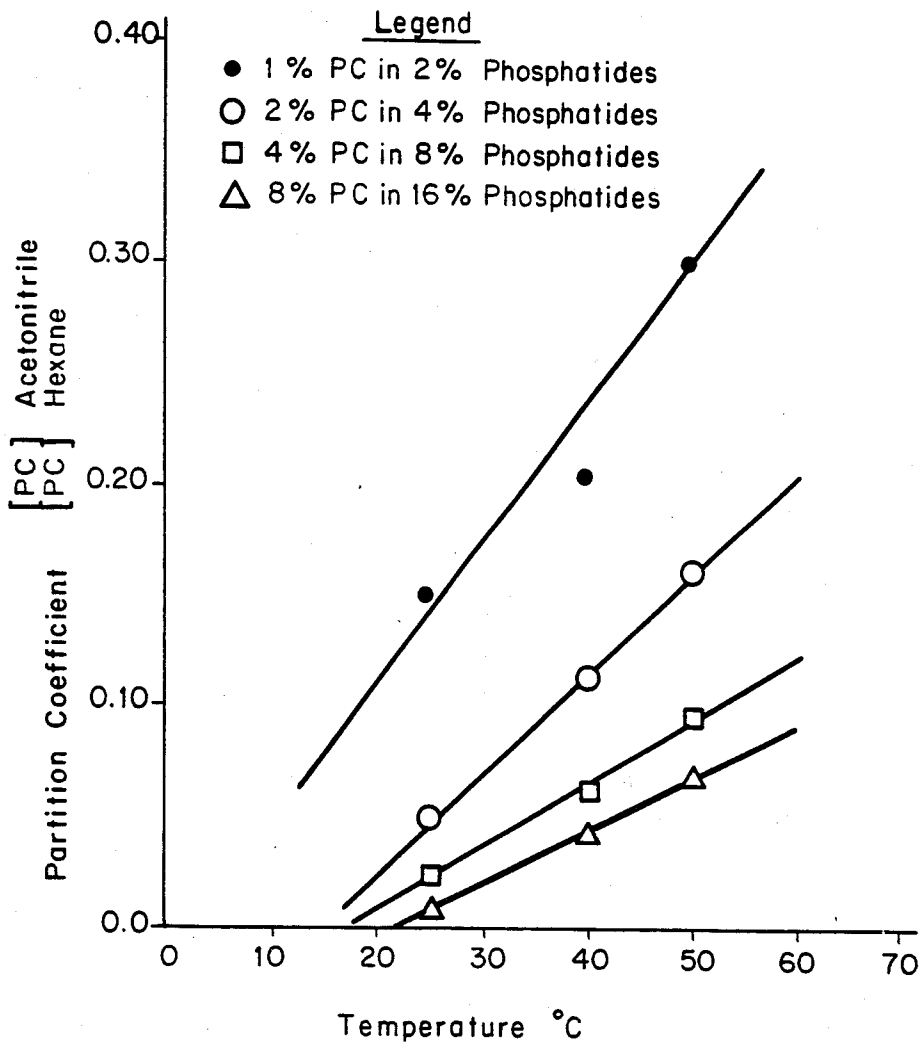 Legend
● 1% PC in 2% Phosphatides
○ 2% PC in 4% Phosphatides
□ 4% PC in 8% Phosphatides
△ 8% PC in 16% Phosphatides
0.40
0.30
0.20
0.10
0.0
0 10 20 30 40 50 60 70
Temperature °C
Partition Coefficient
[PC] Acetonitrile
[PC] Hexane